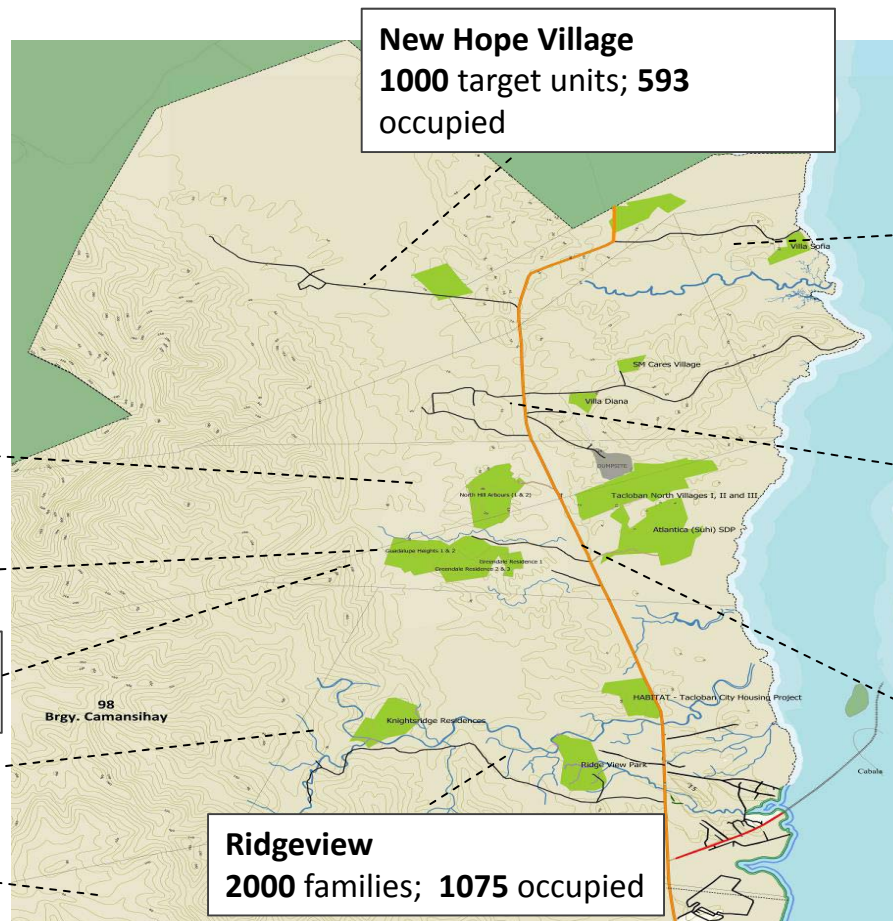 New Hope Village
1000 target units; 593
occupied
Villa Sofia
SM Cares Village
Villa Diana
DUMPSITE
North Hill Arbours (1 & 2)
Tacloban North Villages I, II and III
Atlantica (Suhi) SDP
Guadalupe Heights 1 & 2
Greendale Residence 1
Greendale Residence 2 & 3
HABITAT - Tacloban City Housing Project
98
Brgy. Camansihay
Knightsridge Residences
Ridge View Park
Cabale
Ridgeview
2000 families; 1075 occupied